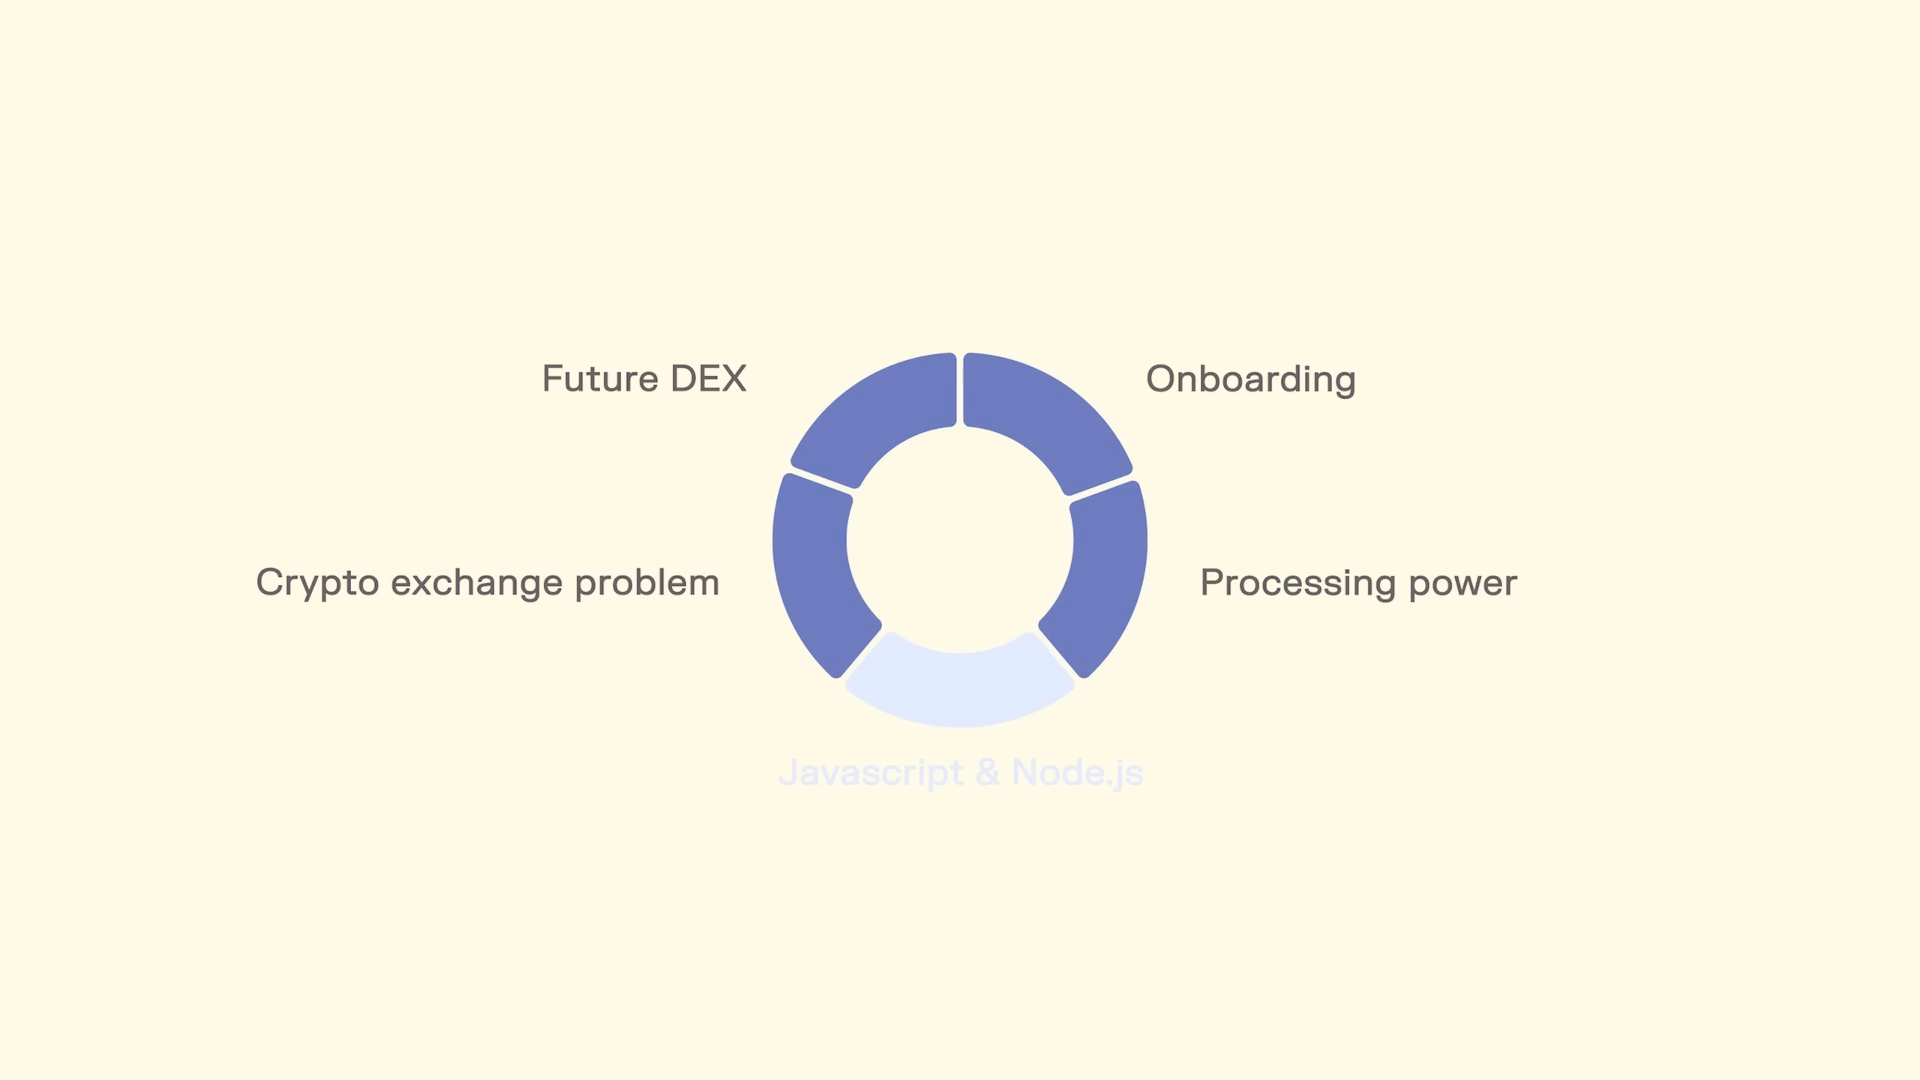 Future DEX
Onboarding
Crypto exchange problem
Processing power
Javascript & Node.js